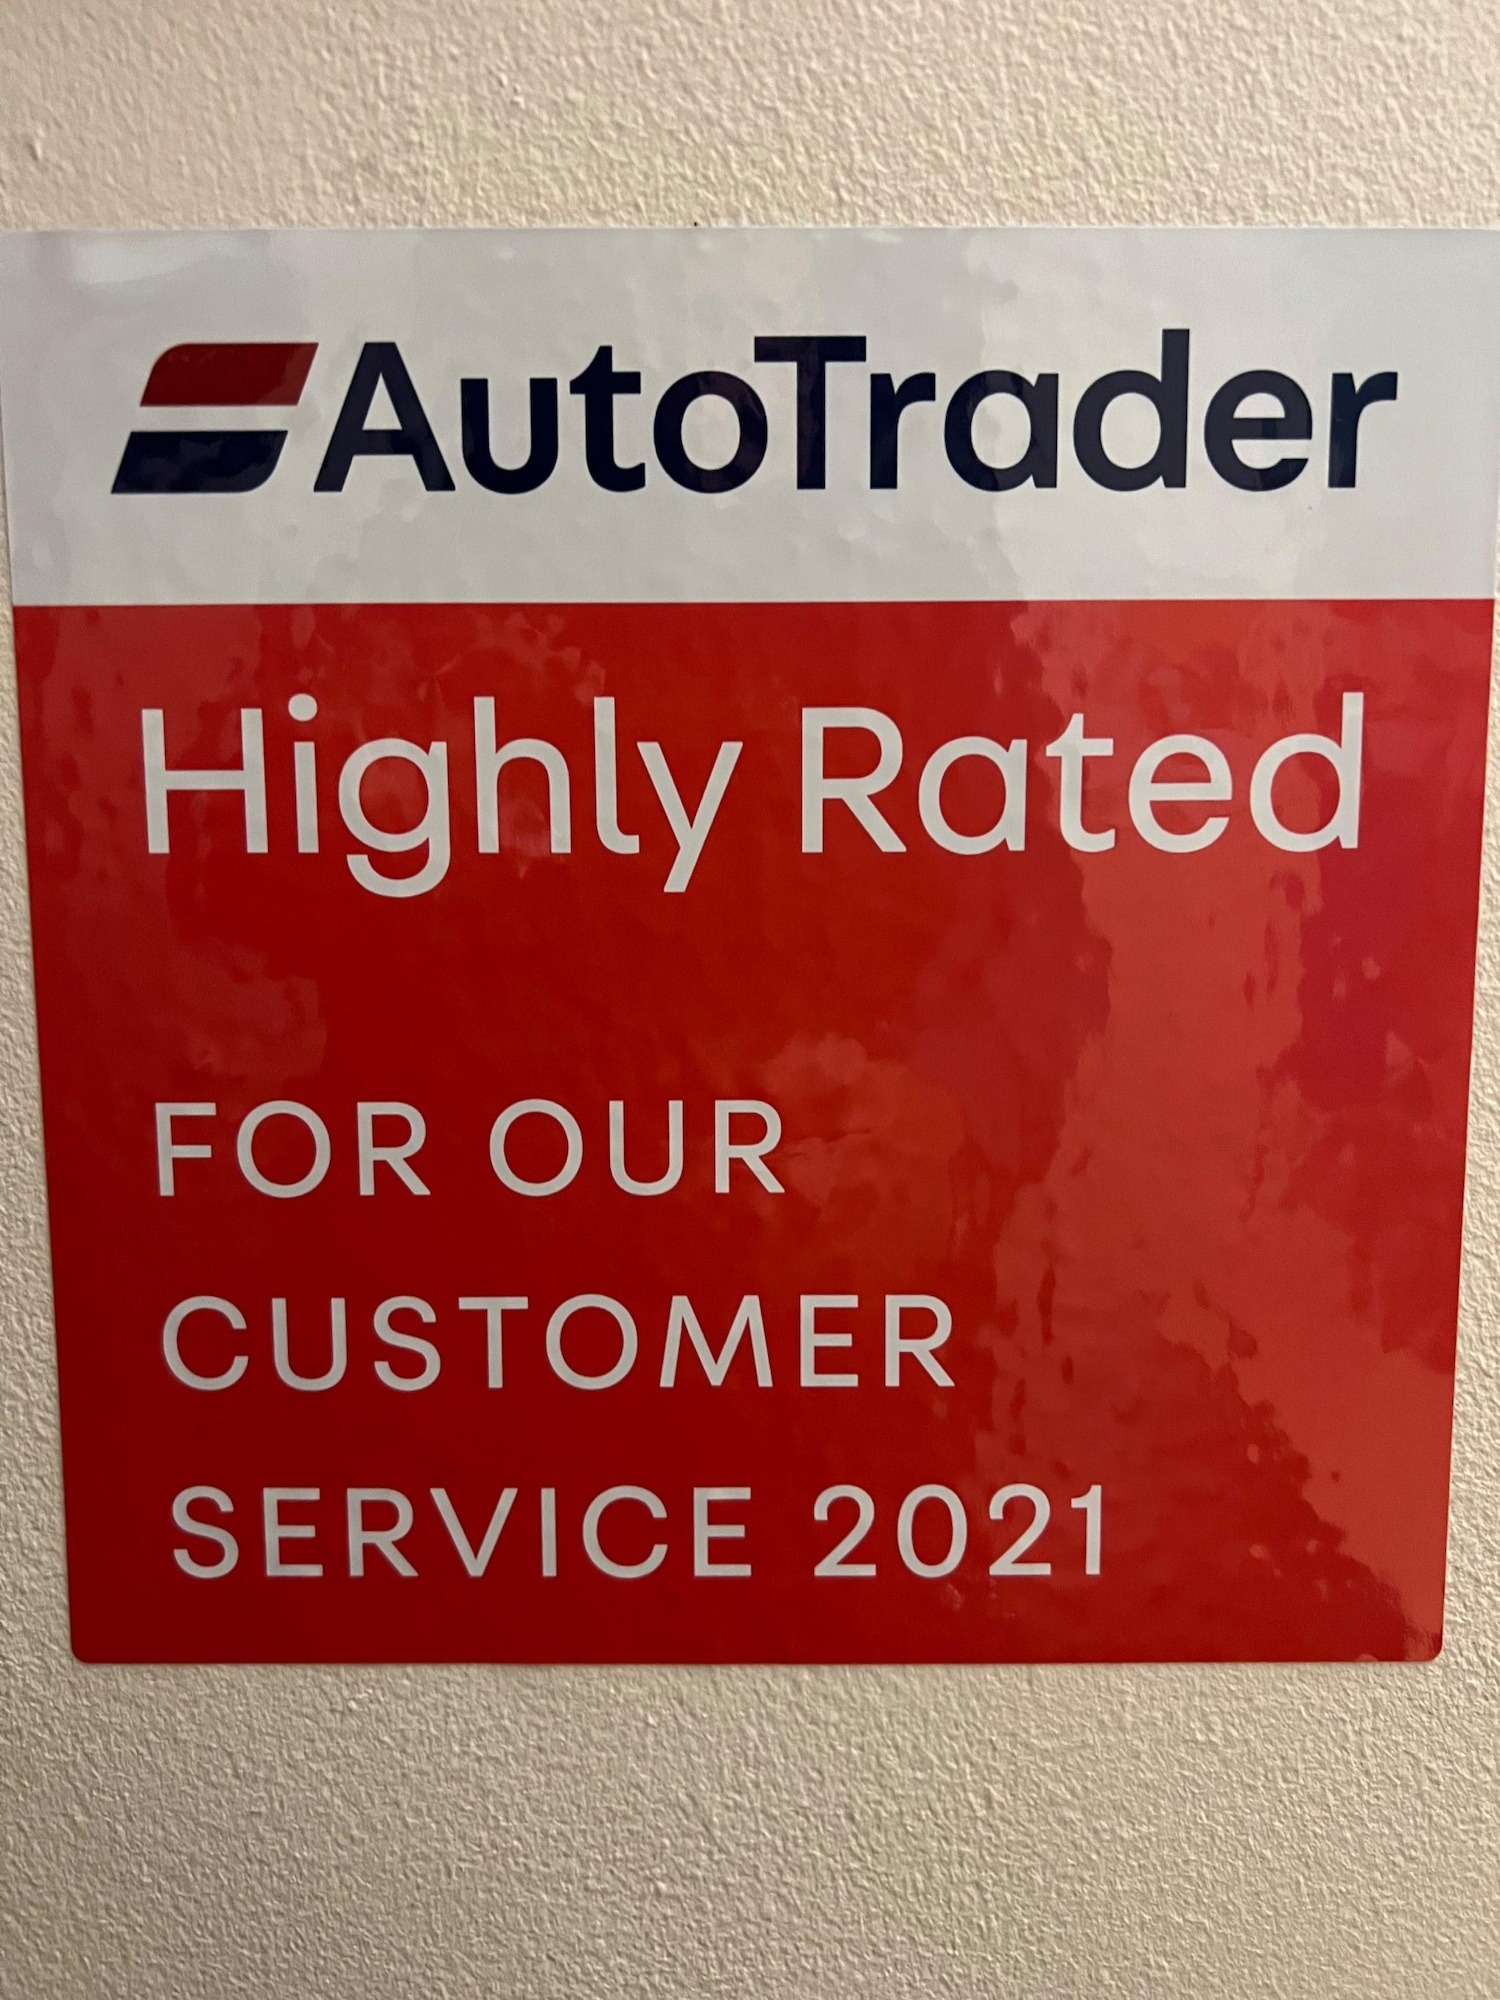 AutoTrader
Highly Rated
FOR OUR
CUSTOMER
SERVICE 2021